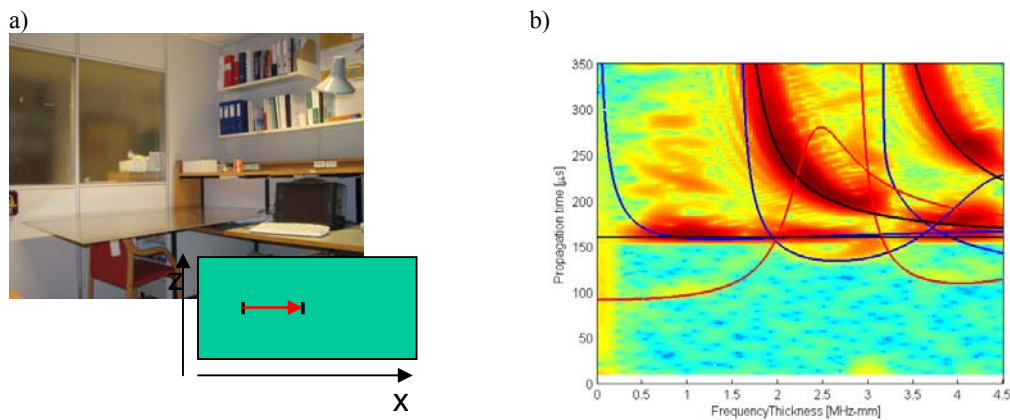 a)
b)
Z
X
350
300
250
200
150
100
50
0
Propagation time [μs]
0 0.5 1 1.5 2 2.5 3 3.5 4 4.5
FrequencyThickness [MHz-mm]